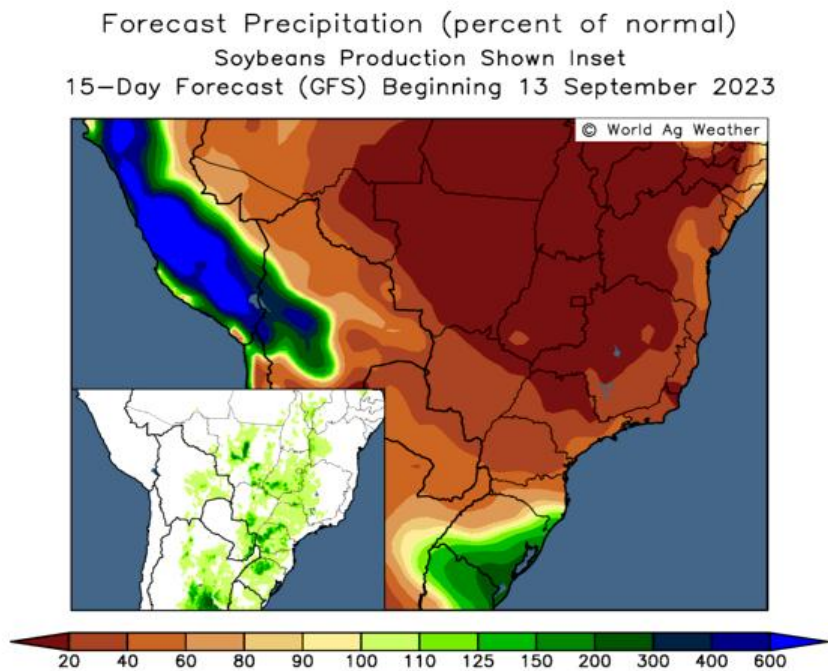 Forecast Precipitation (percent of normal)
Soybeans Production Shown Inset
15-Day Forecast (GFS) Beginning 13 September 2023
© World Ag Weather
20 40 60 80 90 100 110 125 150 200 300 400 600